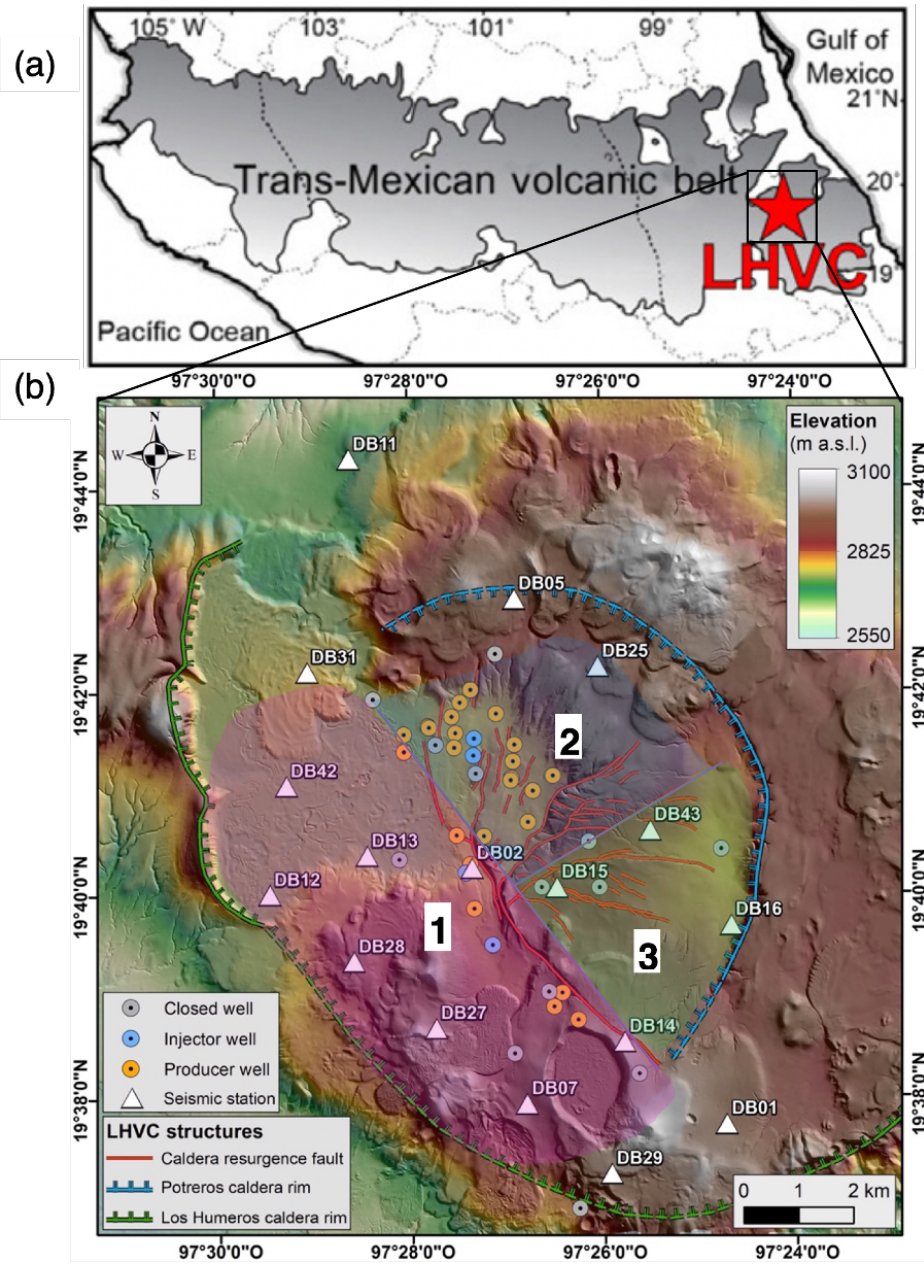 (a)
105° W
103
101
99
Gulf of
Mexico
21°N
Trans-Mexican volcanic belt
20°
LHVC
19°
Pacific Ocean
(b)
97°30'0"O
97°28'0"O
97°26'0"O
97°24'0"O
N
W
E
S
DB11
Elevation
(m a.s.l.)
3100
2825
2550
19°44'0"N
19°44'0"N
DB05
DB31
DB25
19°42'0"N
19°42'0"N
2
DB42
DB43
DB13
DB02
DB15
DB12
19°40'0"N
19°40'0"N
DB16
1
3
DB28
DB27
DB14
Closed well
Injector well
Producer well
Seismic station
DB07
DB01
19°38'0"N
19°38'0"N
LHVC structures
Caldera resurgence fault
Potreros caldera rim
Los Humeros caldera rim
DB29
0
1
2 km
97°30'0"O
97°28'0"O
97°26'0"O
97°24'0"O